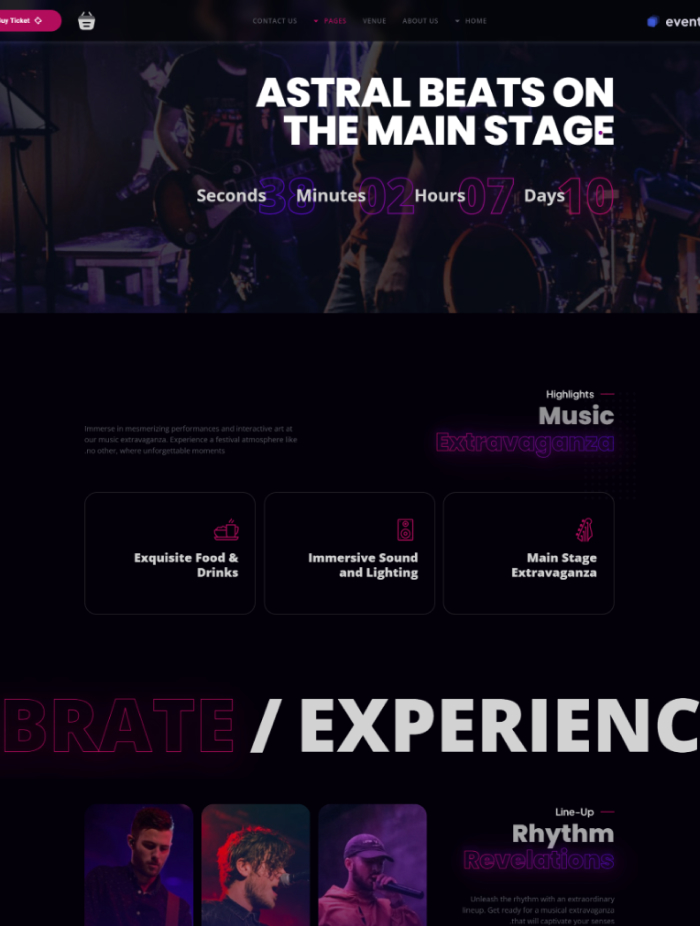 Buy Ticket CONTACT US PAGES VENUE ABOUT US HOME event
ASTRAL BEATS ON
THE MAIN STAGE
Seconds 38 Minutes 02 Hours 07 Days 10
Highlights
Music
Extravaganza
Immerse in mesmerizing performances and interactive art at
our music extravaganza. Experience a festival atmosphere like
.no other, where unforgettable moments
Exquisite Food &
Drinks
Immersive Sound
and Lighting
Main Stage
Extravaganza
BRATE / EXPERIENC
Line-Up
Rhythm
Revelations
Unleash the rhythm with an extraordinary
lineup. Get ready for a musical extravaganza
that will captivate your senses